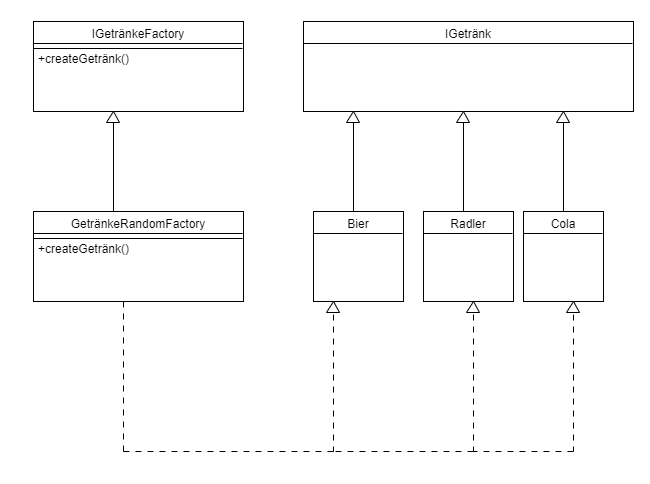 IGetränkeFactory
+createGetränk()
IGetränk
GetränkeRandomFactory
+createGetränk()
Bier
Radler
Cola